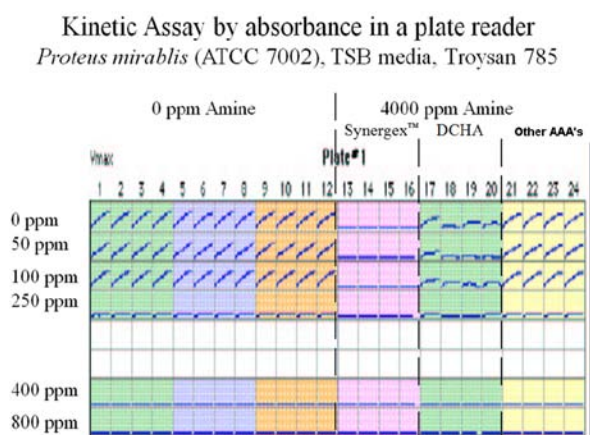 Kinetic Assay by absorbance in a plate reader
Proteus mirablis (ATCC 7002), TSB media, Troysan 785
0 ppm Amine 4000 ppm Amine
Synergex™ DCHA Other AAA's
Vmax Plate#1
1 2 3 4 5 6 7 8 9 10 11 12 13 14 15 16 17 18 19 20 21 22 23 24
0 ppm
50 ppm
100 ppm
250 ppm
400 ppm
800 ppm